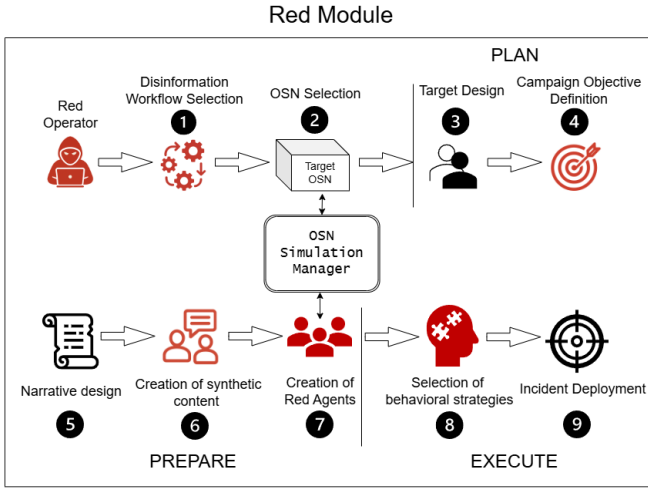 Red Module
PLAN
Red
Operator
Disinformation
Workflow Selection
1
OSN Selection
2
Target
OSN
Target Design
3
Campaign Objective
Definition
4
OSN
Simulation
Manager
Narrative design
5
Creation of synthetic
content
6
Creation of
Red Agents
7
Selection of
behavioral strategies
8
Incident Deployment
9
PREPARE
EXECUTE